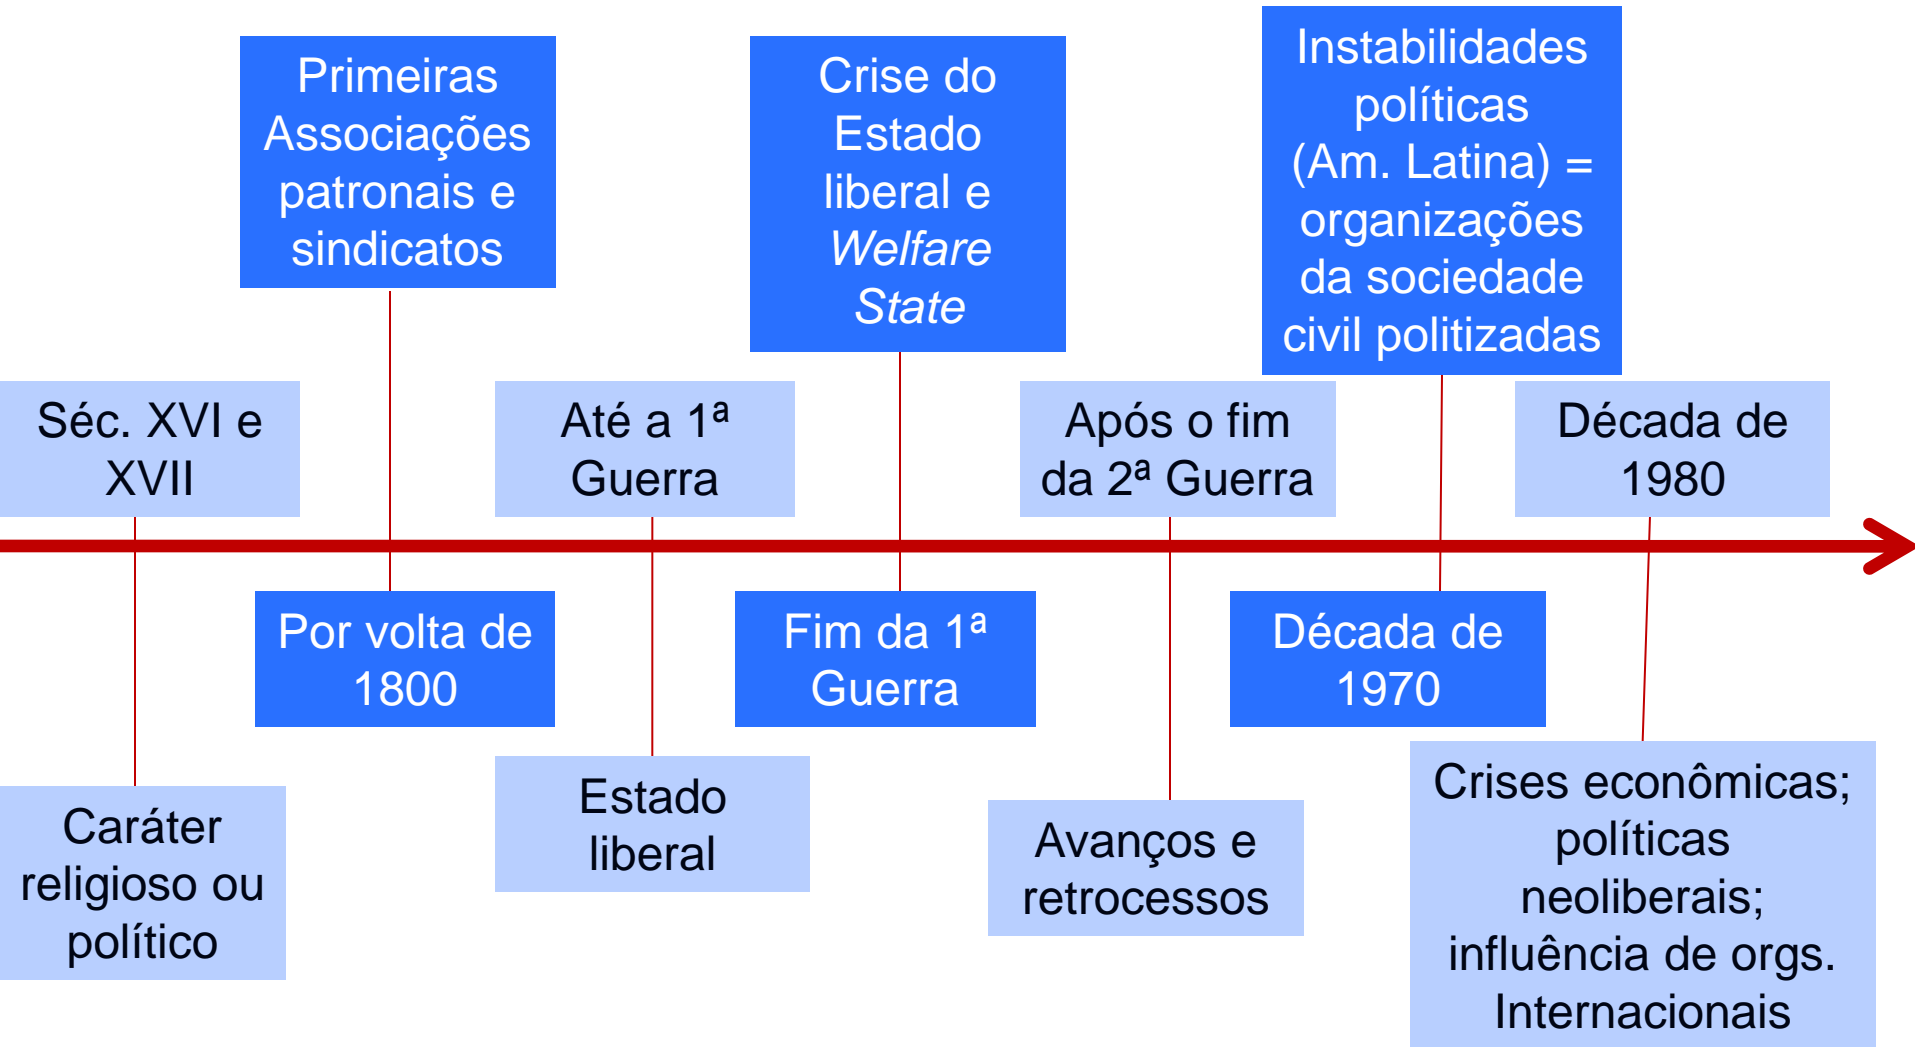 Primeiras
Associações
patronais e
sindicatos
Crise do
Estado
liberal e
Welfare
State
Instabilidades
políticas
(Am. Latina) =
organizações
da sociedade
civil politizadas
Séc. XVI e
XVII
Até a 1ª
Guerra
Após o fim
da 2ª Guerra
Década de
1980
Por volta de
1800
Fim da 1ª
Guerra
Década de
1970
Caráter
religioso ou
político
Estado
liberal
Avanços e
retrocessos
Crises econômicas;
políticas
neoliberais;
influência de orgs.
Internacionais